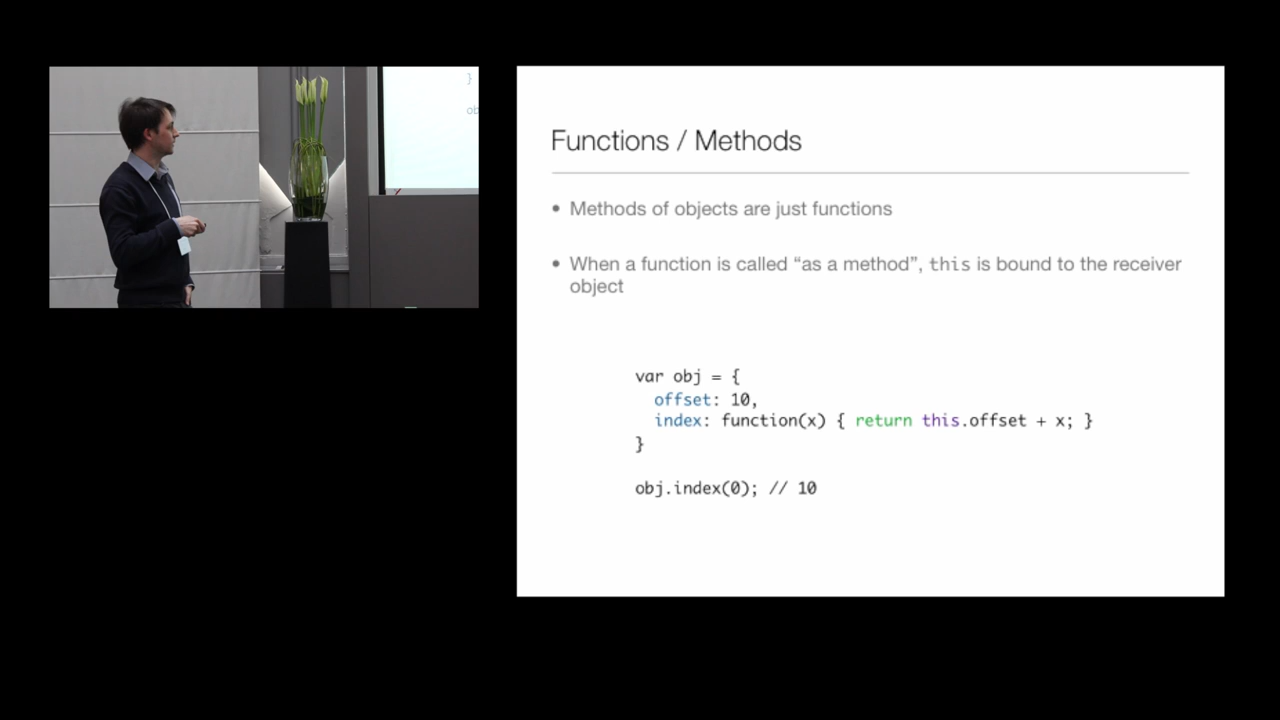 }
ob
Functions / Methods
• Methods of objects are just functions
• When a function is called “as a method”, this is bound to the receiver
object
var obj = {
offset: 10,
index: function(x) { return this.offset + x; }
}
obj.index(0); // 10